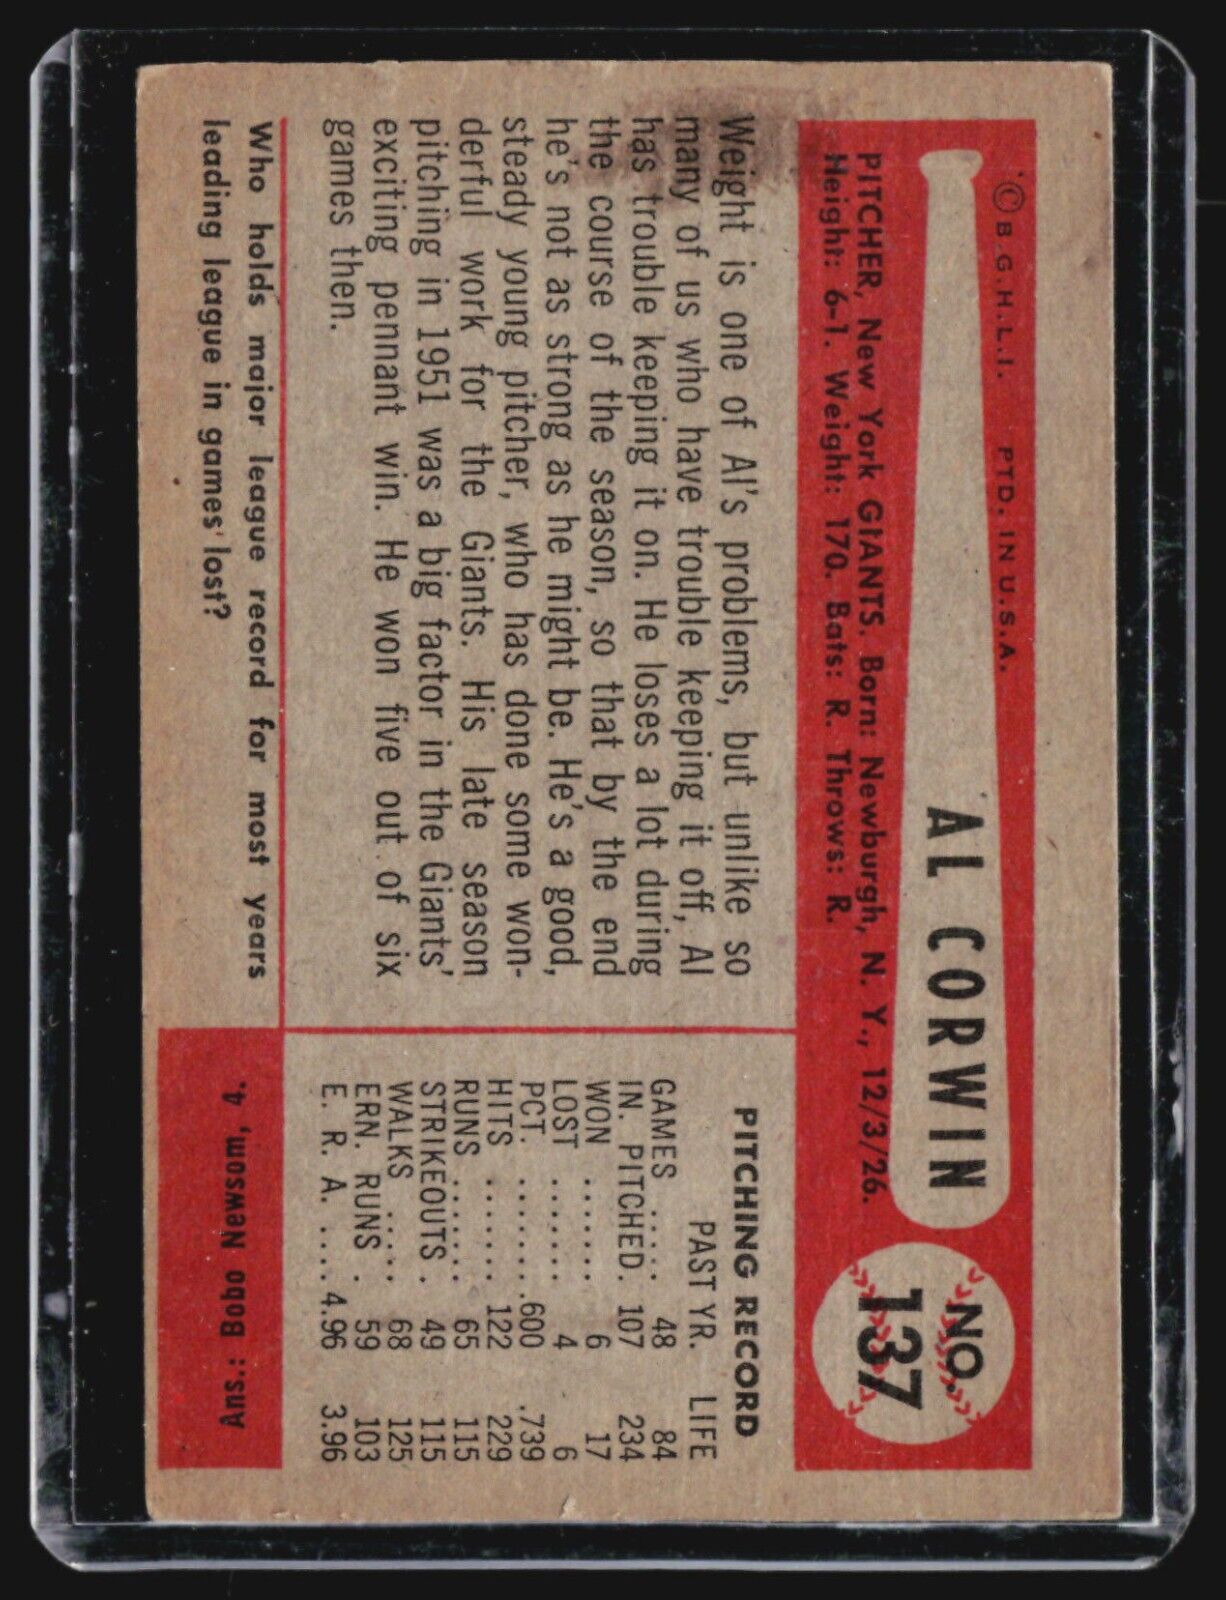 © B.G.H.L.I. PTD. IN U.S.A.
AL CORWIN
NO.
137
PITCHER, New York GIANTS. Born: Newburgh, N. Y., 12/3/26.
Height: 6-1. Weight: 170. Bats: R. Throws: R.
Weight is one of Al's problems, but unlike so
many of us who have trouble keeping it off, Al
has trouble keeping it on. He loses a lot during
the course of the season, so that by the end
he's not as strong as he might be. He's a good,
steady young pitcher, who has done some won-
derful work for the Giants. His late season
pitching in 1951 was a big factor in the Giants'
exciting pennant win. He won five out of six
games then.
PITCHING RECORD
PAST YR. LIFE
GAMES ..... 48 84
IN. PITCHED. 107 234
WON ....... 6 17
LOST ....... 4 6
PCT. ........ .600 .739
HITS ....... 122 229
RUNS ....... 65 115
STRIKEOUTS . 49 115
WALKS ..... 68 125
ERN. RUNS . 59 103
E. R. A. ..... 4.96 3.96
Who holds major league record for most years
leading league in games lost?
Ans.: Bobo Newsom, 4.